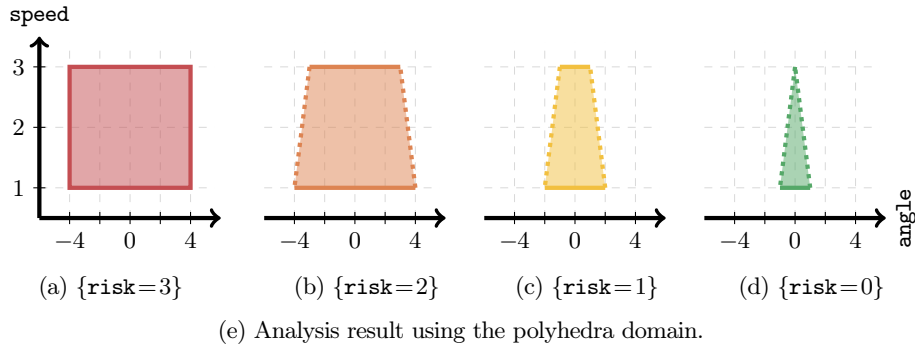 speed
3
2
1
−4 0 4
−4 0 4
−4 0 4
−4 0 4
angle
(a) {risk=3}
(b) {risk=2}
(c) {risk=1}
(d) {risk=0}
(e) Analysis result using the polyhedra domain.